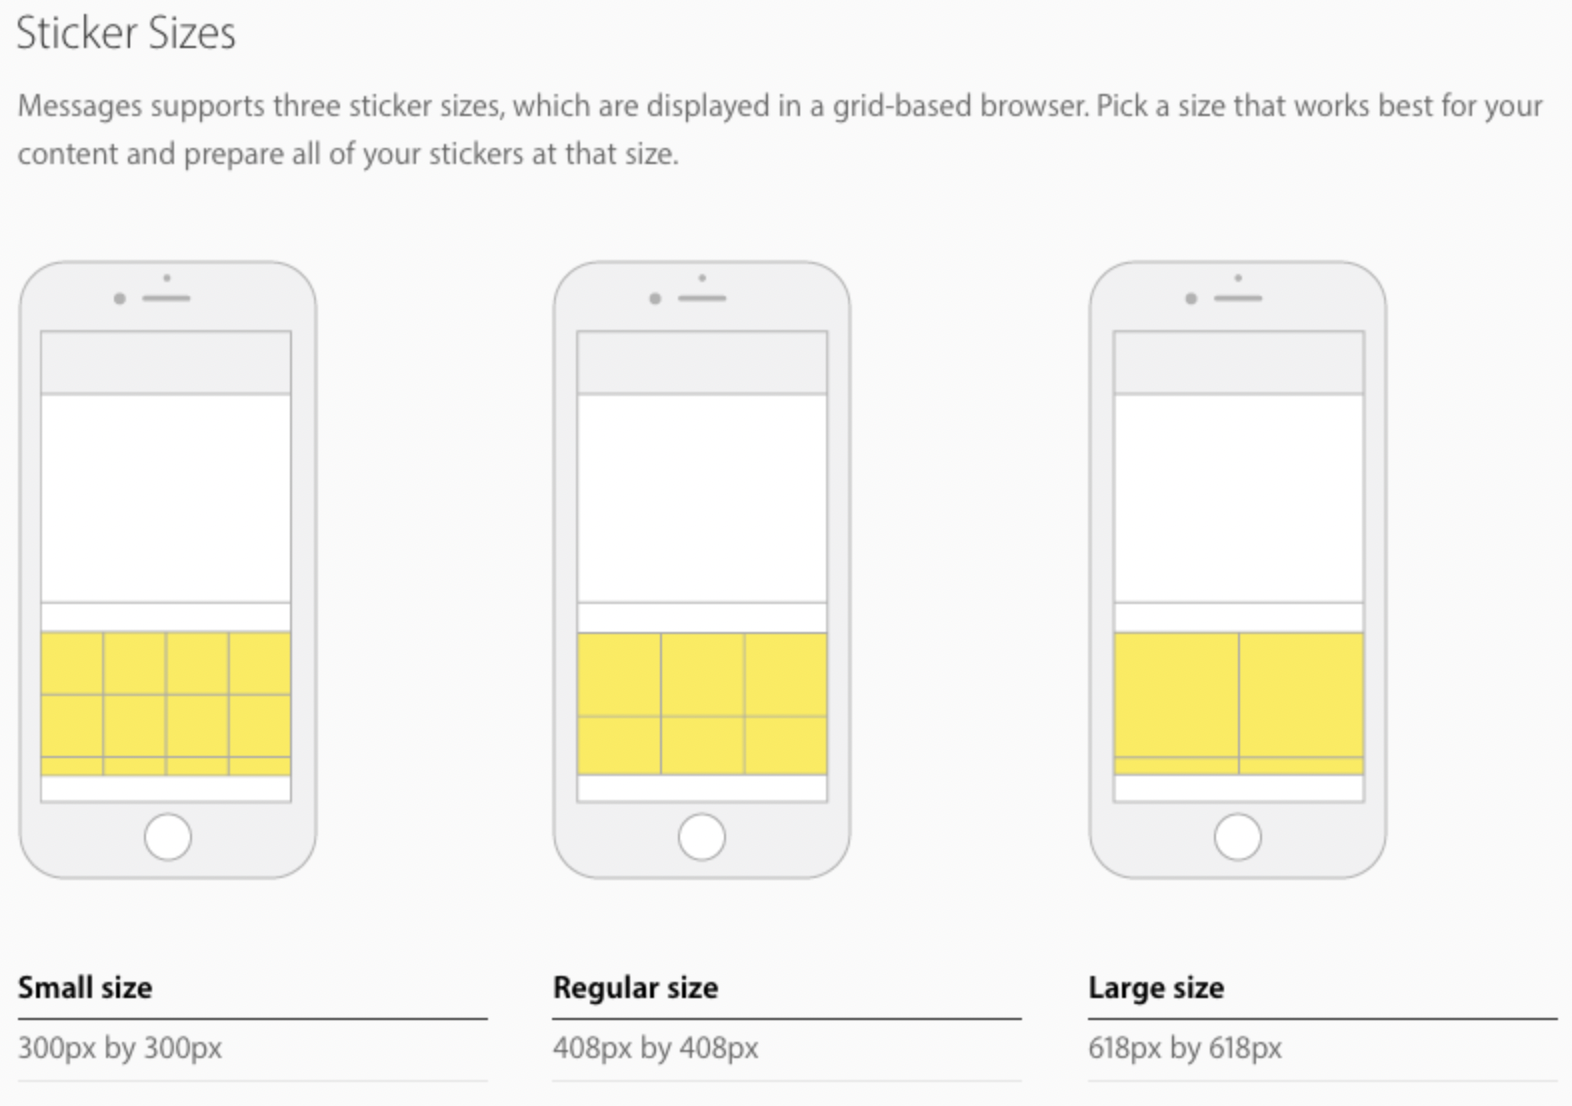 Sticker Sizes
Messages supports three sticker sizes, which are displayed in a grid-based browser. Pick a size that works best for your
content and prepare all of your stickers at that size.
Small size
300px by 300px
Regular size
408px by 408px
Large size
618px by 618px